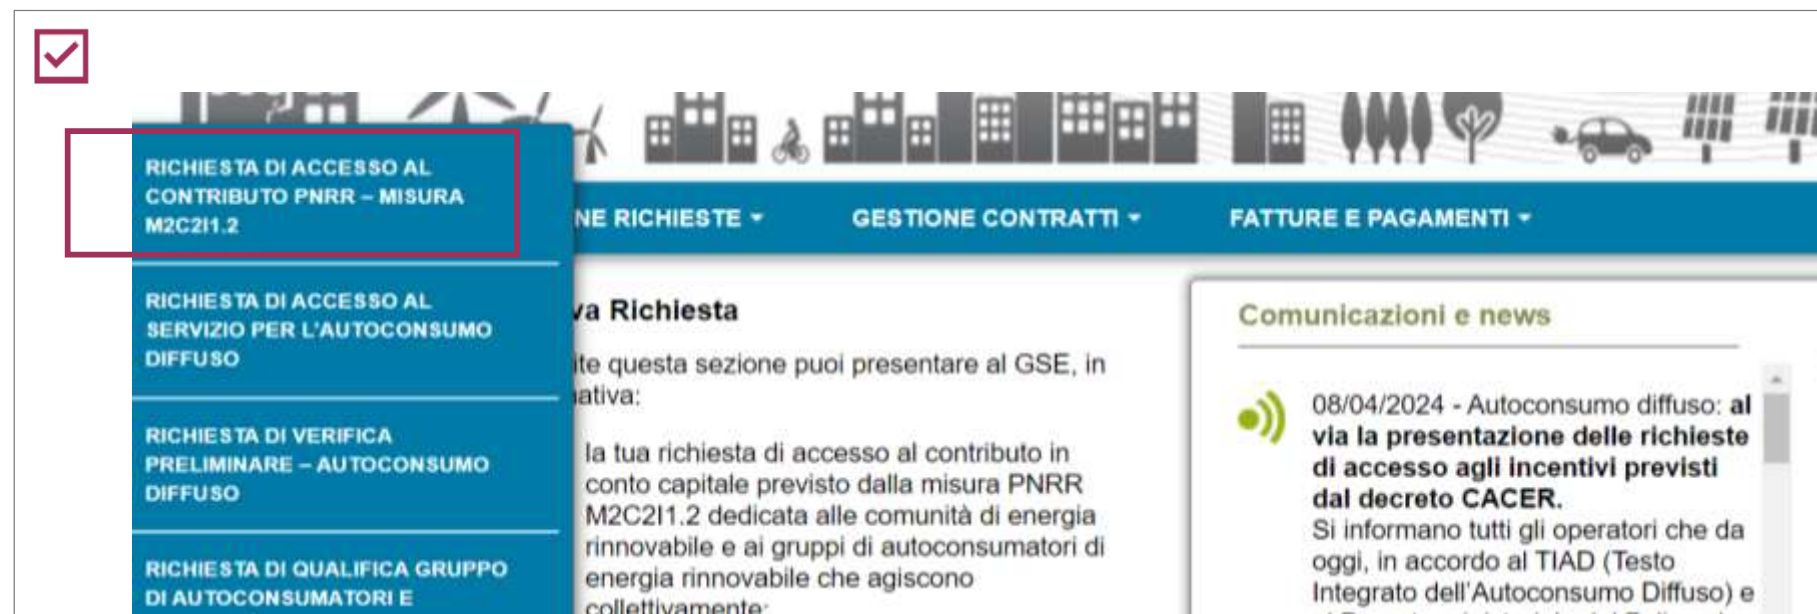 RICHIESTA DI ACCESSO AL
CONTRIBUTO PNRR – MISURA
M2C2I1.2
RICHIESTA DI ACCESSO AL
SERVIZIO PER L'AUTOCONSUMO
DIFFUSO
RICHIESTA DI VERIFICA
PRELIMINARE – AUTOCONSUMO
DIFFUSO
RICHIESTA DI QUALIFICA GRUPPO
DI AUTOCONSUMATORI E
NE RICHIESTE
GESTIONE CONTRATTI
FATTURE E PAGAMENTI
va Richiesta
ite questa sezione puoi presentare al GSE, in
ativa:
la tua richiesta di accesso al contributo in
conto capitale previsto dalla misura PNRR
M2C2I1.2 dedicata alle comunità di energia
rinnovabile e ai gruppi di autoconsumatori di
energia rinnovabile che agiscono
collettivamente;
Comunicazioni e news
08/04/2024 - Autoconsumo diffuso: al
via la presentazione delle richieste
di accesso agli incentivi previsti
dal decreto CACER.
Si informano tutti gli operatori che da
oggi, in accordo al TIAD (Testo
Integrato dell'Autoconsumo Diffuso) e